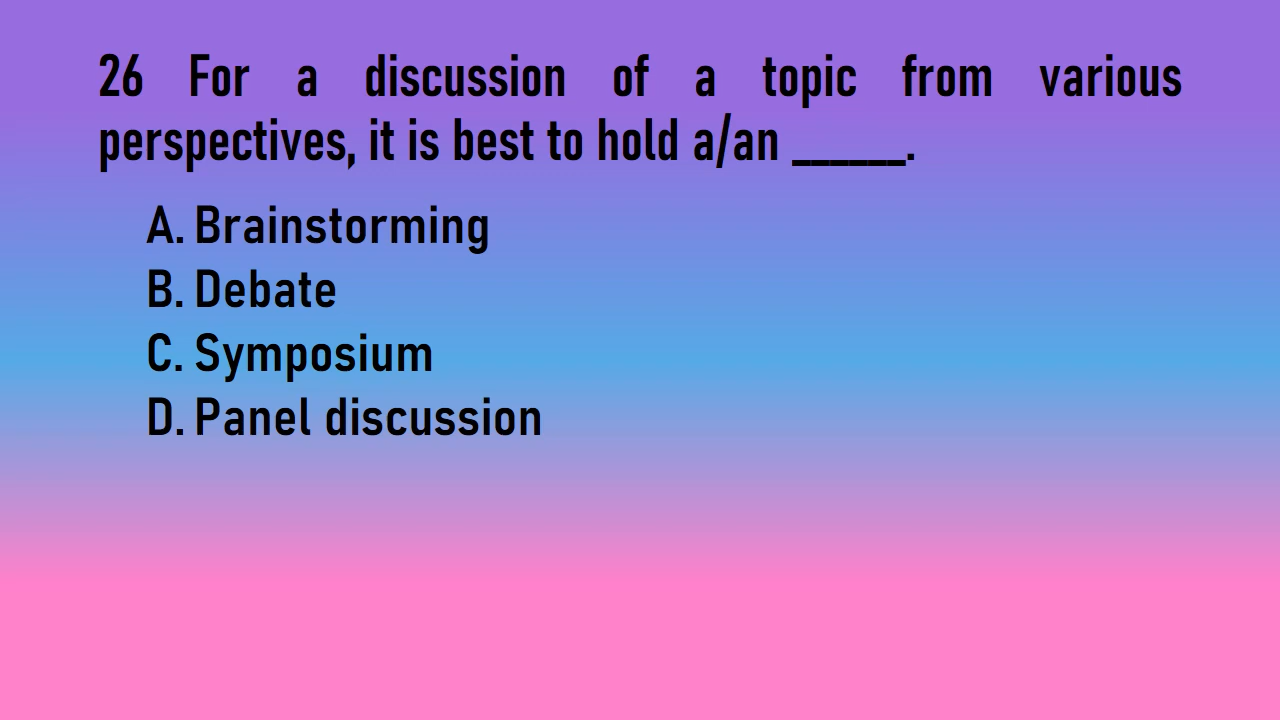 26 For a discussion of a topic from various
perspectives, it is best to hold a/an ______.
A. Brainstorming
B. Debate
C. Symposium
D. Panel discussion